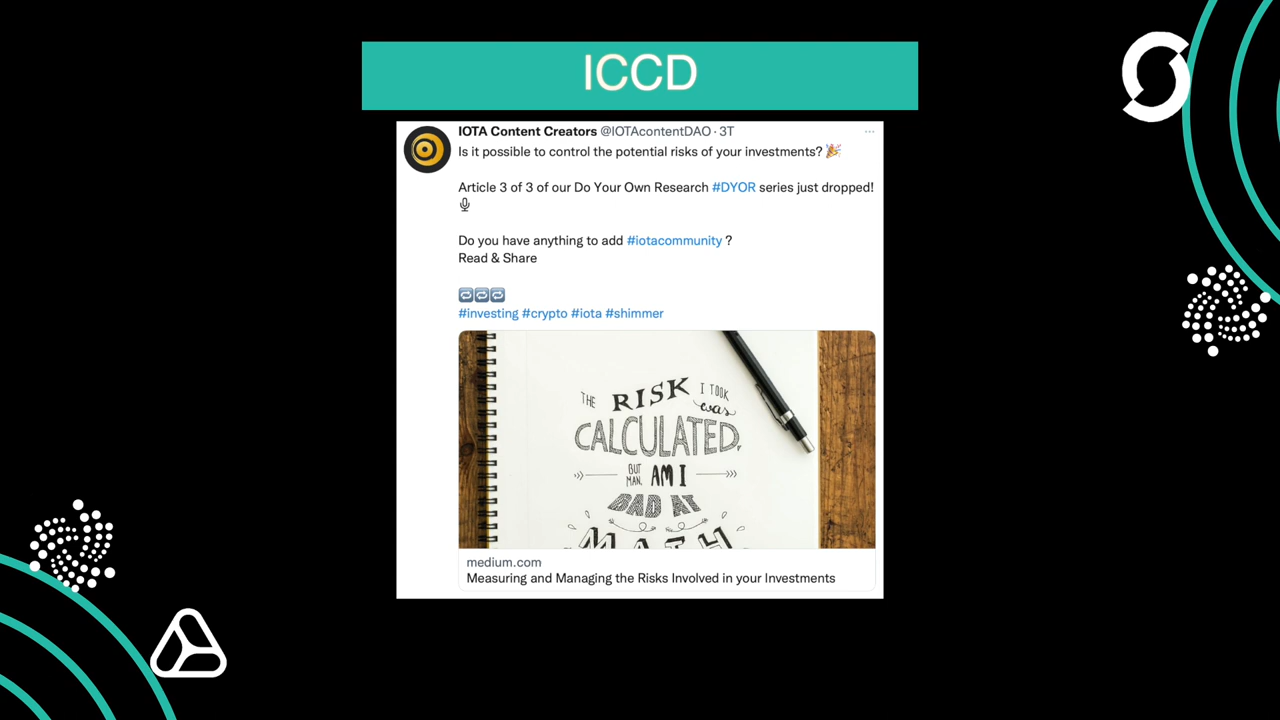 ICCD
IOTA Content Creators @IOTAcontentDAO · 3T
Is it possible to control the potential risks of your investments? 🎉
Article 3 of 3 of our Do Your Own Research #DYOR series just dropped!
🎙
Do you have anything to add #iotacommunity ?
Read & Share
🔁🔁🔁
#investing #crypto #iota #shimmer
THE RISK I TOOK
was
CALCULATED,
BUT MAN, AM I
BAD AT
MATH
medium.com
Measuring and Managing the Risks Involved in your Investments